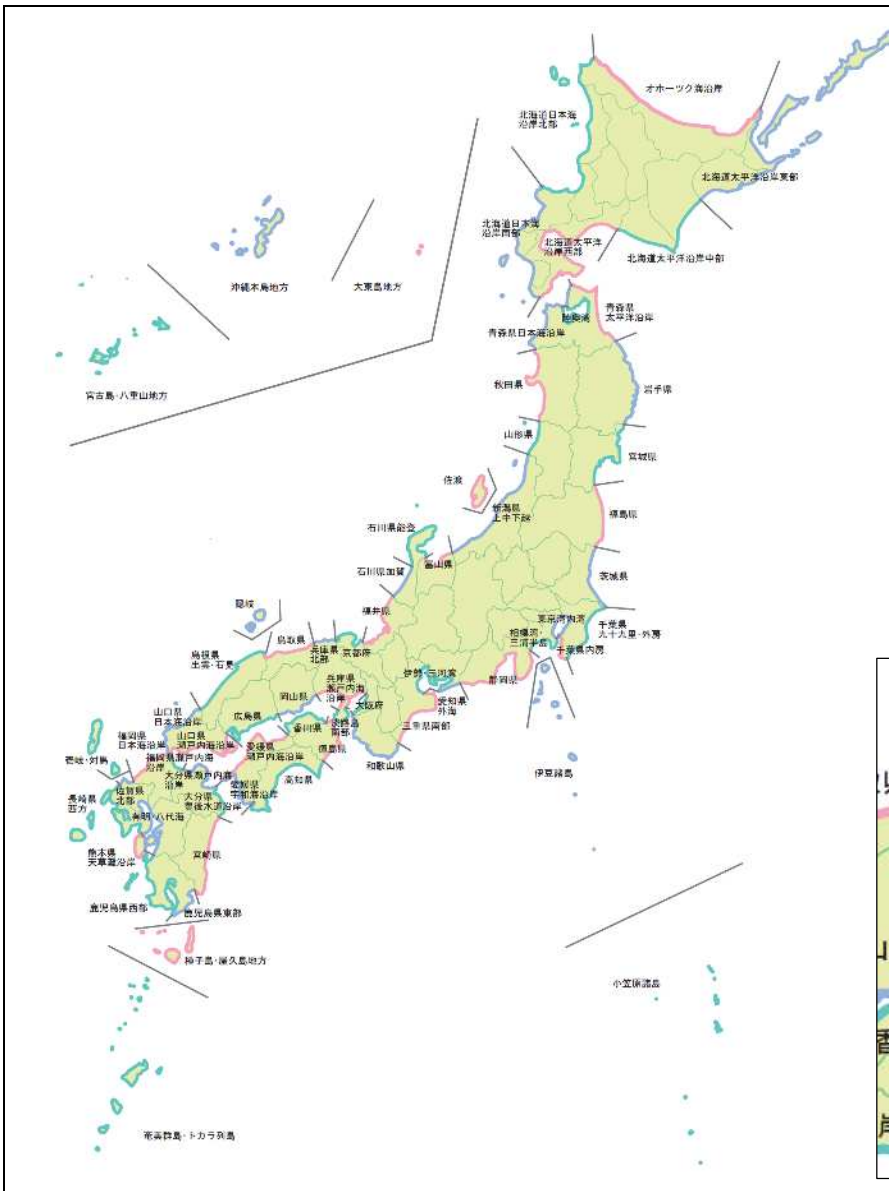 オホーツク海沿岸
北海道日本海
沿岸北部
北海道太平洋沿岸東部
北海道日本海
沿岸南部
北海道太平洋
沿岸西部
北海道太平洋沿岸中部
沖縄本島地方
大東島地方
宮古島・八重山地方
陸奥湾
青森県
太平洋沿岸
青森県日本海沿岸
秋田県
岩手県
山形県
宮城県
佐渡
新潟県
上中下越
福島県
石川県能登
富山県
石川県加賀
茨城県
福井県
隠岐
東京湾内湾
千葉県
九十九里・外房
相模湾・
三浦半島
千葉県内房
鳥取県
兵庫県
北部
京都府
島根県
出雲・石見
伊勢・三河湾
静岡県
兵庫県
瀬戸内海
沿岸
岡山県
大阪府
愛知県
外海
山口県
日本海沿岸
広島県
淡路島
南部
三重県南部
香川県
福岡県
日本海沿岸
山口県
瀬戸内海沿岸
愛媛県
瀬戸内海沿岸
徳島県
和歌山県
壱岐・対馬
福岡県瀬戸内海
沿岸
大分県瀬戸内海
沿岸
高知県
伊豆諸島
佐賀県
北部
愛媛県
宇和海沿岸
長崎県
西方
大分県
豊後水道沿岸
有明・八代海
熊本県
天草灘沿岸
宮崎県
鹿児島県西部
鹿児島県東部
種子島・屋久島地方
小笠原諸島
奄美群島・トカラ列島